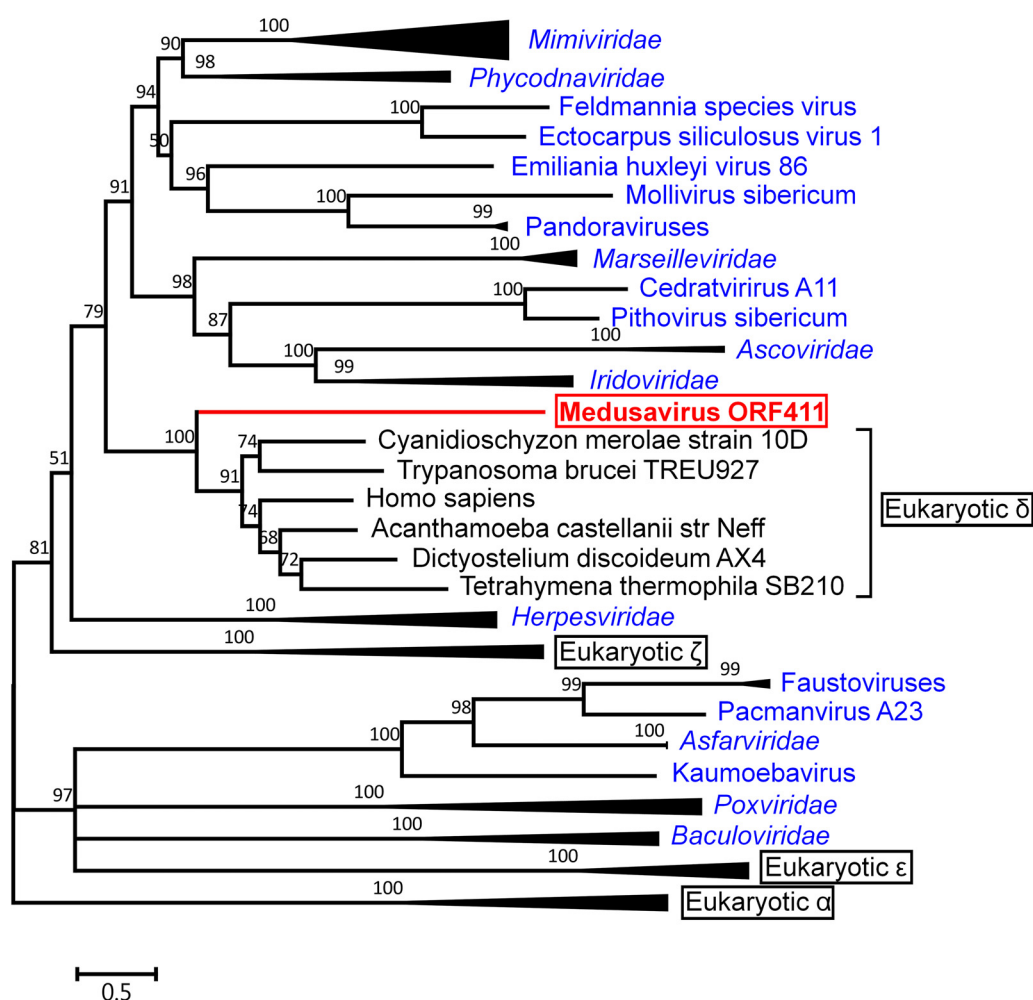 100
Mimiviridae
90
98
Phycodnaviridae
94
100
Feldmannia species virus
50
Ectocarpus siliculosus virus 1
96
Emiliania huxleyi virus 86
91
100
Mollivirus sibericum
99
Pandoraviruses
100
Marseilleviridae
98
100
Cedratvirirus A11
79
87
Pithovirus sibericum
100
100
Ascoviridae
99
Iridoviridae
Medusavirus ORF411
100
74
Cyanidioschyzon merolae strain 10D
51
91
Trypanosoma brucei TREU927
74
Homo sapiens
Eukaryotic δ
68
Acanthamoeba castellanii str Neff
81
72
Dictyostelium discoideum AX4
Tetrahymena thermophila SB210
100
Herpesviridae
100
Eukaryotic ζ
99
99
Faustoviruses
98
Pacmanvirus A23
100
100
Asfarviridae
Kaumoebavirus
97
100
Poxviridae
100
Baculoviridae
100
Eukaryotic ε
100
Eukaryotic α
0.5